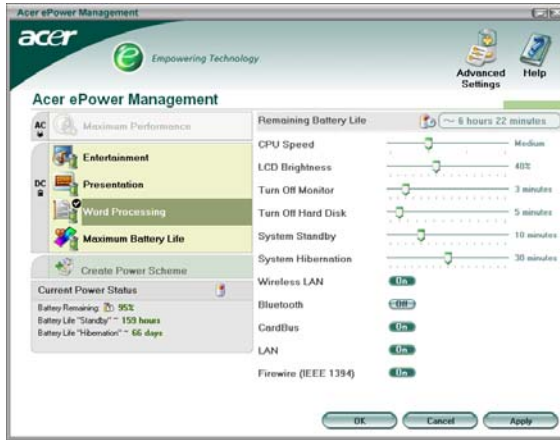 Acer ePower Management
acer
e Empowering Technology
Advanced Settings
Help
Acer ePower Management
AC
Maximum Performance
DC
Entertainment
Presentation
Word Processing
Maximum Battery Life
Create Power Scheme
Current Power Status
Battery Remaining: 95%
Battery Life "Standby" ~ 159 hours
Battery Life "Hibernation" ~ 66 days
Remaining Battery Life ~ 6 hours 22 minutes
CPU Speed Medium
LCD Brightness 40%
Turn Off Monitor 3 minutes
Turn Off Hard Disk 5 minutes
System Standby 10 minutes
System Hibernation 30 minutes
Wireless LAN On
Bluetooth Off
CardBus On
LAN On
Firewire (IEEE 1394) On
OK Cancel Apply